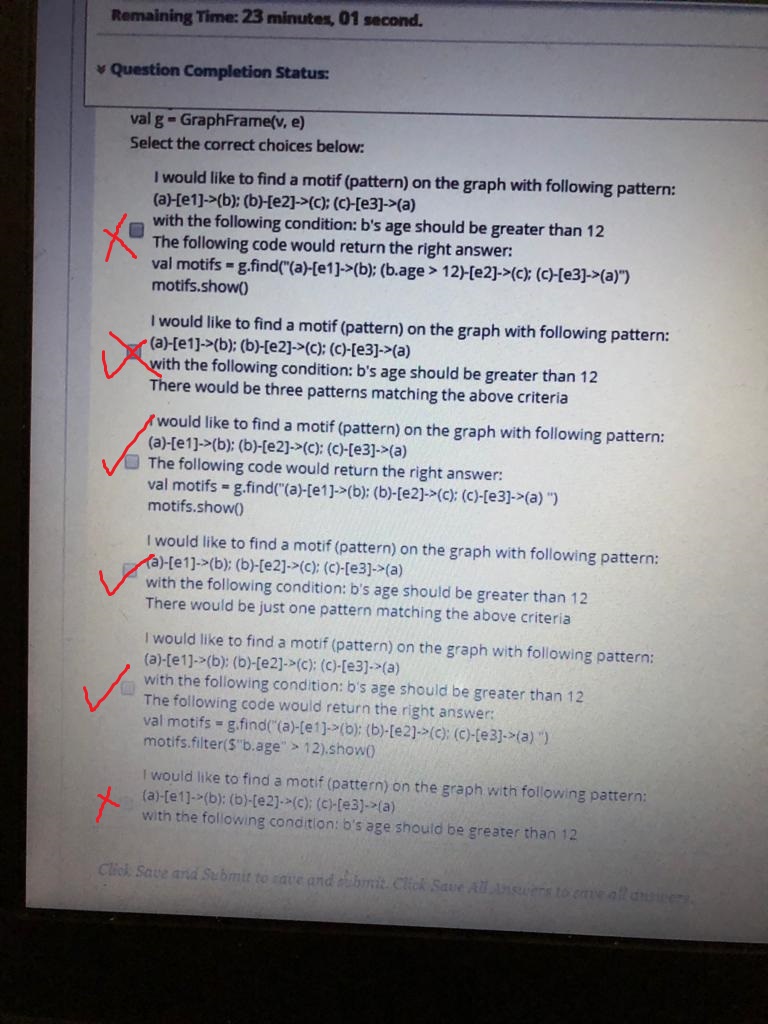 Remaining Time: 23 minutes, 01 second.
Question Completion Status:
val g = GraphFrame(v, e)
Select the correct choices below:
I would like to find a motif (pattern) on the graph with following pattern:
(a)-[e1]->(b); (b)-[e2]->(c); (c)-[e3]->(a)
with the following condition: b's age should be greater than 12
The following code would return the right answer:
val motifs = g.find("(a)-[e1]->(b); (b.age > 12)-[e2]->(c); (c)-[e3]->(a)")
motifs.show()
I would like to find a motif (pattern) on the graph with following pattern:
(a)-[e1]->(b); (b)-[e2]->(c); (c)-[e3]->(a)
with the following condition: b's age should be greater than 12
There would be three patterns matching the above criteria
I would like to find a motif (pattern) on the graph with following pattern:
(a)-[e1]->(b); (b)-[e2]->(c); (c)-[e3]->(a)
The following code would return the right answer:
val motifs = g.find("(a)-[e1]->(b); (b)-[e2]->(c); (c)-[e3]->(a) ")
motifs.show()
I would like to find a motif (pattern) on the graph with following pattern:
(a)-[e1]->(b); (b)-[e2]->(c); (c)-[e3]->(a)
with the following condition: b's age should be greater than 12
There would be just one pattern matching the above criteria
I would like to find a motif (pattern) on the graph with following pattern:
(a)-[e1]->(b); (b)-[e2]->(c); (c)-[e3]->(a)
with the following condition: b's age should be greater than 12
The following code would return the right answer:
val motifs = g.find("(a)-[e1]->(b); (b)-[e2]->(c); (c)-[e3]->(a) ")
motifs.filter($"b.age" > 12).show()
I would like to find a motif (pattern) on the graph with following pattern:
(a)-[e1]->(b); (b)-[e2]->(c); (c)-[e3]->(a)
with the following condition: b's age should be greater than 12
Click Save and Submit to save and submit. Click Save All Answers to save all answers.